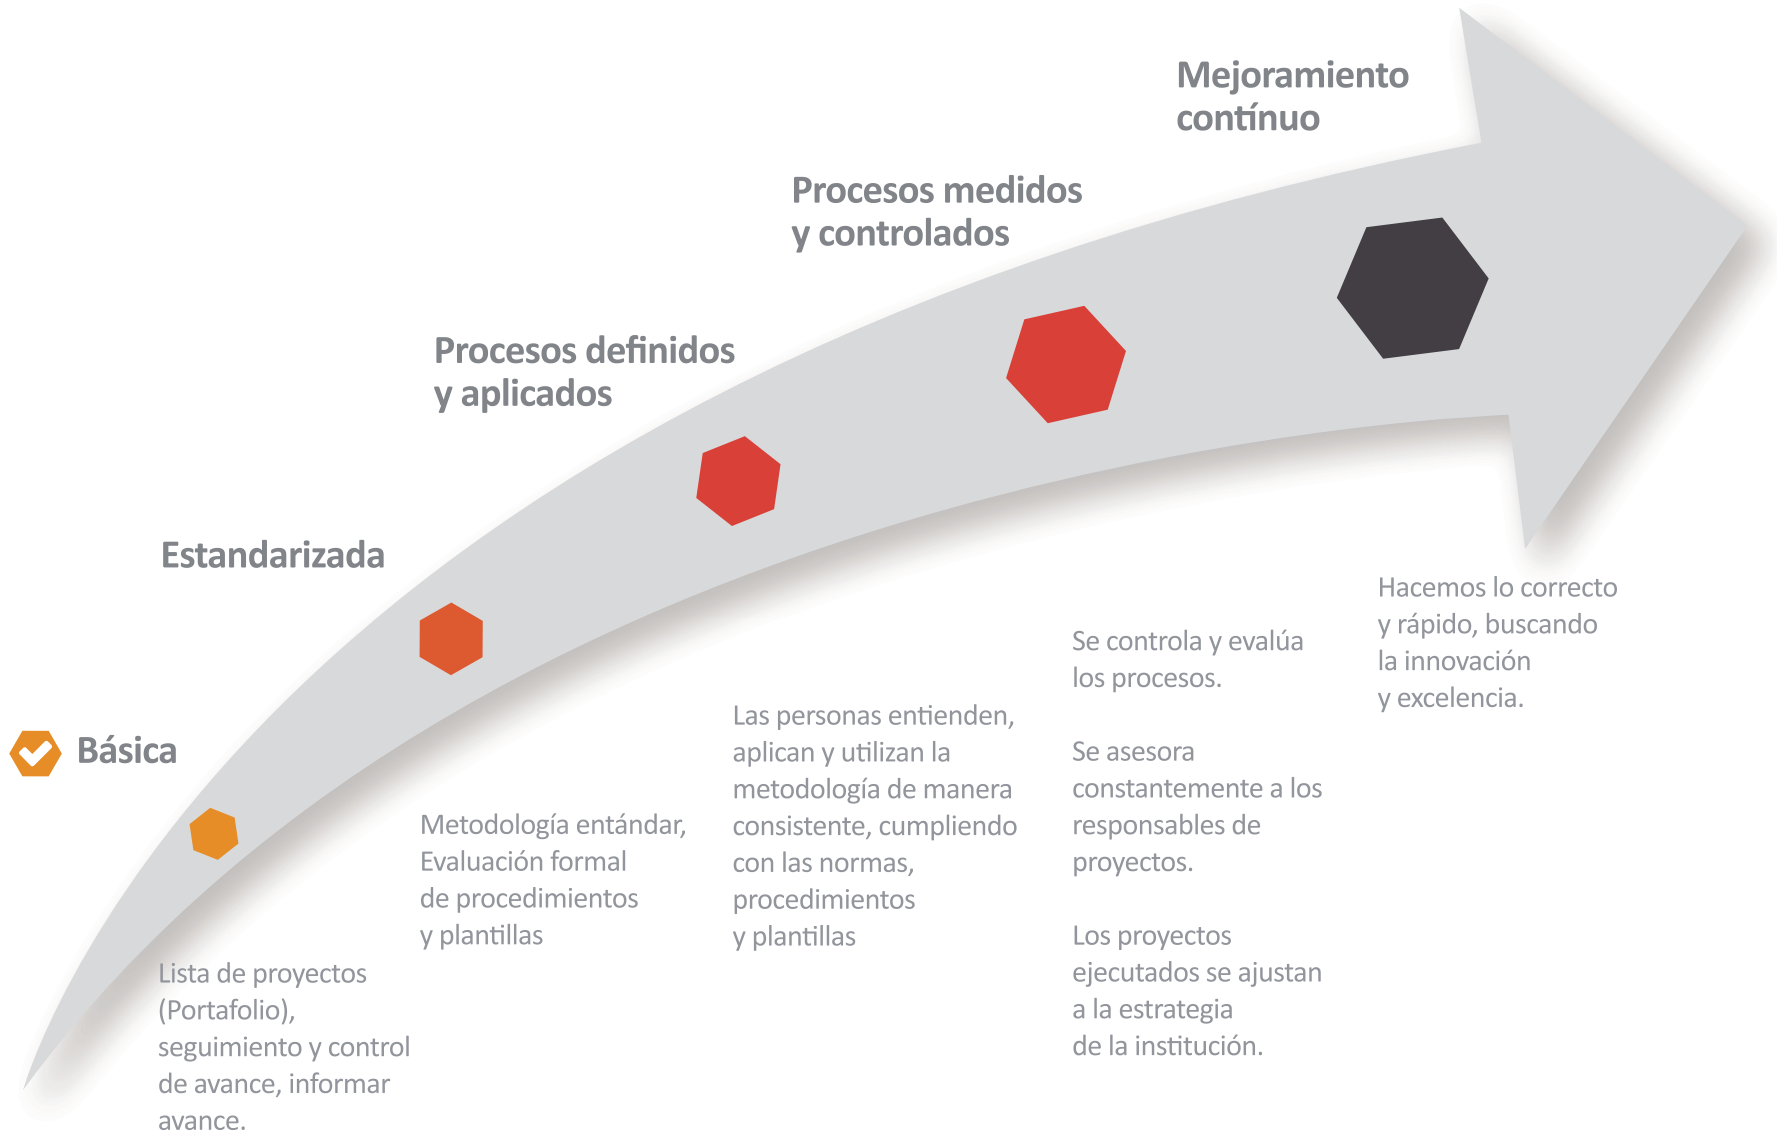 Mejoramiento
contínuo
Procesos medidos
y controlados
Procesos definidos
y aplicados
Estandarizada
Básica
Lista de proyectos
(Portafolio),
seguimiento y control
de avance, informar
avance.
Metodología entándar,
Evaluación formal
de procedimientos
y plantillas
Las personas entienden,
aplican y utilizan la
metodología de manera
consistente, cumpliendo
con las normas,
procedimientos
y plantillas
Se controla y evalúa
los procesos.
Se asesora
constantemente a los
responsables de
proyectos.
Los proyectos
ejecutados se ajustan
a la estrategia
de la institución.
Hacemos lo correcto
y rápido, buscando
la innovación
y excelencia.